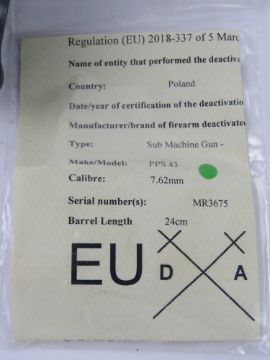 Regulation (EU) 2018-337 of 5 Marc
Name of entity that performed the deactiva
Country: Poland
Date/year of certification of the deactivatio
Manufacturer/brand of firearm deactivate
Type: Sub Machine Gun -
Make/Model: PPS 43
Calibre: 7.62mm
Serial number(s): MR3675
Barrel Length 24cm
EU D A